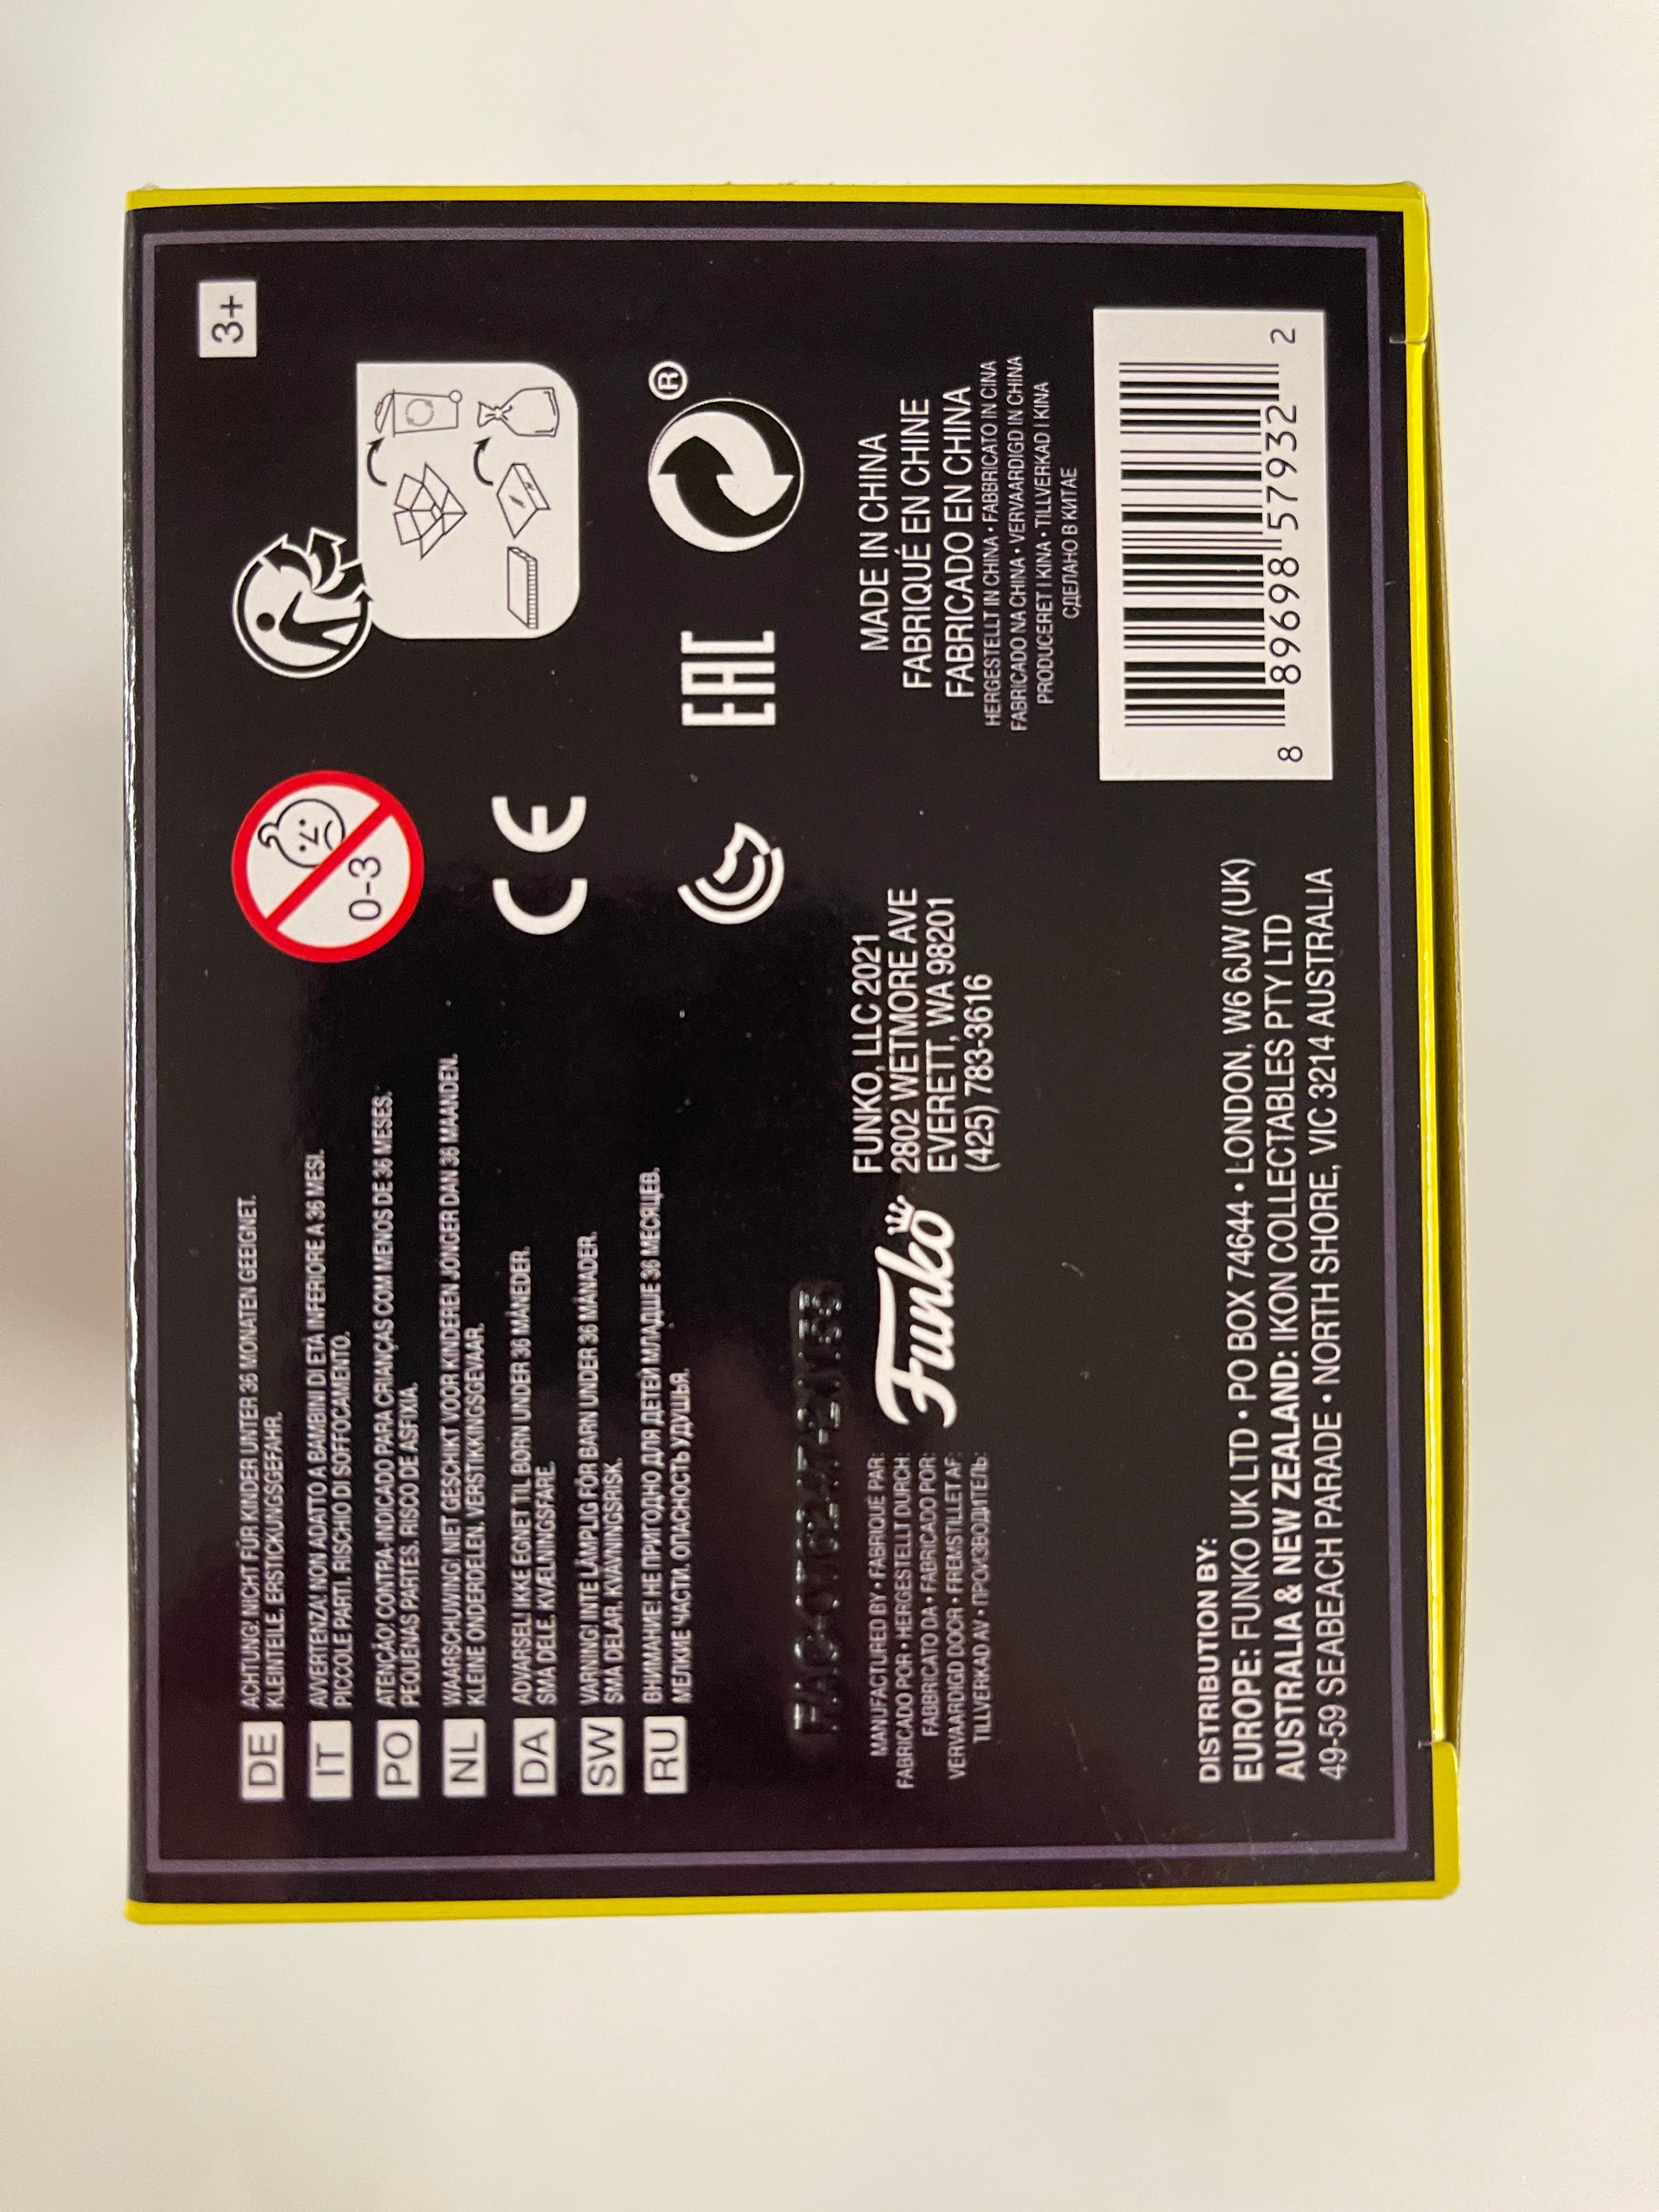 3+
DE
ACHTUNG! NICHT FÜR KINDER UNTER 36 MONATEN GEEIGNET.
KLEINTEILE. ERSTICKUNGSGEFAHR.
IT
AVVERTENZA! NON ADATTO A BAMBINI DI ETÀ INFERIORE A 36 MESI.
PICCOLE PARTI. RISCHIO DI SOFFOCAMENTO.
PO
ATENÇÃO! CONTRA-INDICADO PARA CRIANÇAS COM MENOS DE 36 MESES.
PEQUENAS PARTES. RISCO DE ASFIXIA.
NL
WAARSCHUWING! NIET GESCHIKT VOOR KINDEREN JONGER DAN 36 MAANDEN.
KLEINE ONDERDELEN. VERSTIKKINGSGEVAAR.
DA
ADVARSEL! IKKE EGNET TIL BØRN UNDER 36 MÅNEDER.
SMÅ DELE. KVÆLNINGSFARE.
SW
VARNING! INTE LÄMPLIG FÖR BARN UNDER 36 MÅNADER.
SMÅ DELAR. KVÄVNINGSRISK.
RU
ВНИМАНИЕ! НЕ ПРИГОДНО ДЛЯ ДЕТЕЙ МЛАДШЕ 36 МЕСЯЦЕВ.
МЕЛКИЕ ЧАСТИ. ОПАСНОСТЬ УДУШЬЯ.
0-3
CE
EAC
®
MANUFACTURED BY • FABRIQUÉ PAR:
FABRICADO POR • HERGESTELLT DURCH:
FABBRICATO DA • FABRICADO POR:
VERVAARDIGD DOOR • FREMSTILLET AF:
TILLVERKAD AV • ПРОИЗВОДИТЕЛЬ:
Funko
FUNKO, LLC 2021
2802 WETMORE AVE
EVERETT, WA 98201
(425) 783-3616
MADE IN CHINA
FABRIQUÉ EN CHINE
FABRICADO EN CHINA
HERGESTELLT IN CHINA • FABBRICATO IN CINA
FABRICADO NA CHINA • VERVAARDIGD IN CHINA
PRODUCERET I KINA • TILLVERKAD I KINA
СДЕЛАНО В КИТАЕ
DISTRIBUTION BY:
EUROPE: FUNKO UK LTD • PO BOX 74644 • LONDON, W6 6JW (UK)
AUSTRALIA & NEW ZEALAND: IKON COLLECTABLES PTY LTD
49-59 SEABEACH PARADE • NORTH SHORE, VIC 3214 AUSTRALIA
8 89698 57932 2